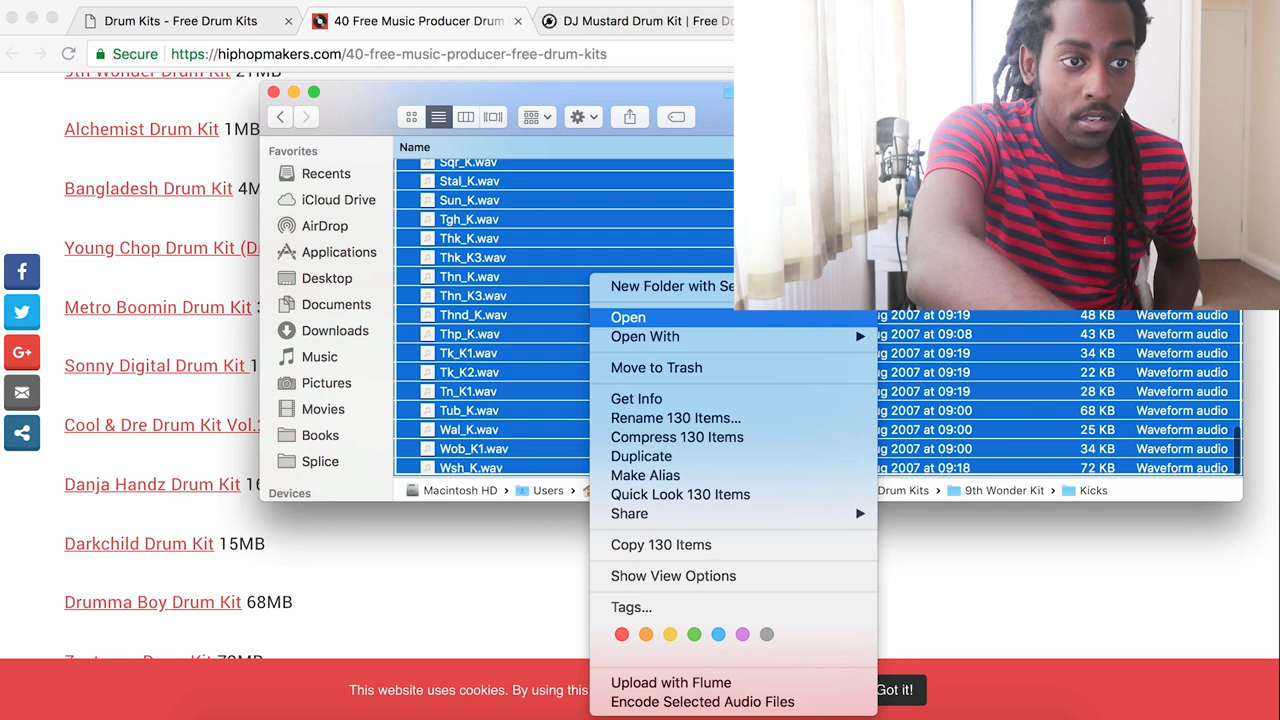 Drum Kits - Free Drum Kits
40 Free Music Producer Drum
DJ Mustard Drum Kit | Free Do
Secure
https://hiphopmakers.com/40-free-music-producer-free-drum-kits
9th Wonder Drum Kit 21MB
Alchemist Drum Kit 1MB
Bangladesh Drum Kit 4M
Young Chop Drum Kit (D
Metro Boomin Drum Kit
Sonny Digital Drum Kit 1
Cool & Dre Drum Kit Vol.
Danja Handz Drum Kit 16
Darkchild Drum Kit 15MB
Drumma Boy Drum Kit 68MB
Favorites
Recents
iCloud Drive
AirDrop
Applications
Desktop
Documents
Downloads
Music
Pictures
Movies
Books
Splice
Devices
Name
Sqr_K.wav
Stal_K.wav
Sun_K.wav
Tgh_K.wav
Thk_K.wav
Thk_K3.wav
Thn_K.wav
Thn_K3.wav
Thnd_K.wav
ug 2007 at 09:19 48 KB Waveform audio
Thp_K.wav
ug 2007 at 09:08 43 KB Waveform audio
Tk_K1.wav
ug 2007 at 09:19 34 KB Waveform audio
Tk_K2.wav
ug 2007 at 09:19 22 KB Waveform audio
Tn_K1.wav
ug 2007 at 09:19 28 KB Waveform audio
Tub_K.wav
ug 2007 at 09:00 68 KB Waveform audio
Wal_K.wav
ug 2007 at 09:00 25 KB Waveform audio
Wob_K1.wav
ug 2007 at 09:00 34 KB Waveform audio
Wsh_K.wav
ug 2007 at 09:18 72 KB Waveform audio
Macintosh HD › Users ›
Drum Kits › 9th Wonder Kit › Kicks
New Folder with Se
Open
Open With
Move to Trash
Get Info
Rename 130 Items...
Compress 130 Items
Duplicate
Make Alias
Quick Look 130 Items
Share
Copy 130 Items
Show View Options
Tags...
Upload with Flume
Encode Selected Audio Files
This website uses cookies. By using this
Got it!